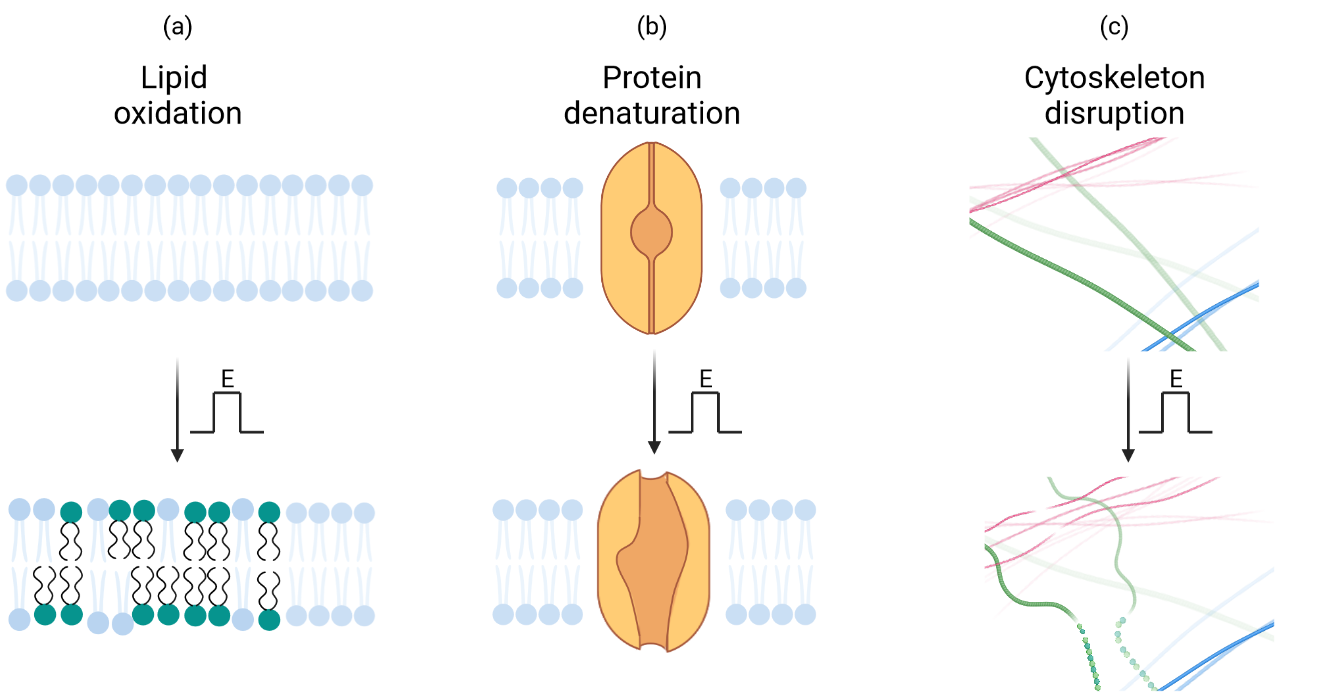 (a)
Lipid
oxidation
(b)
Protein
denaturation
(c)
Cytoskeleton
disruption
E
E
E